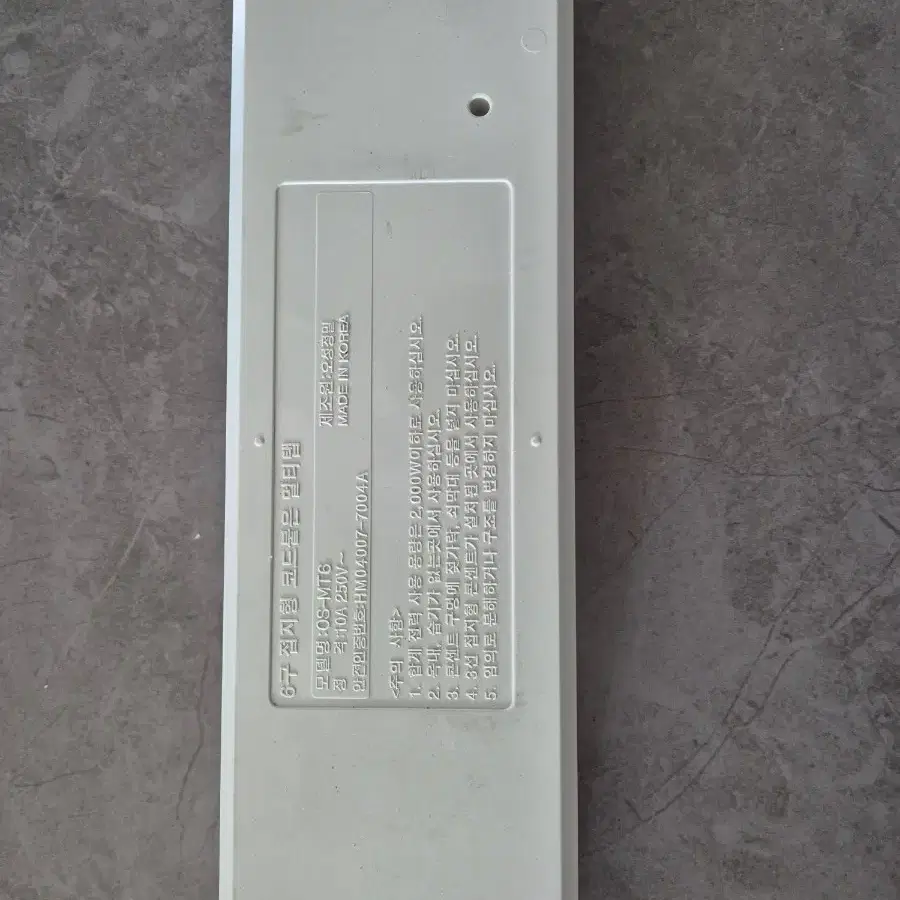 6구 접지형 코드붙은 멀티탭
모델명 :OS-MT6
정 격:10A 250V~
안전인증번호:HM04007-7004A
제조원:오성정밀
MADE IN KOREA
<주의 사항>
1. 합계 전력 사용 용량은 2,000W이하로 사용하십시오.
2. 옥내, 습기가 없는곳에서 사용하십시오.
3. 콘센트 구멍에 젓가락, 쇠막대 등을 넣지 마십시오.
4. 3선 접지형 콘센트가 설치된 곳에서 사용하십시오.
5. 임의로 분해하거나 구조를 변경하지 마십시오.